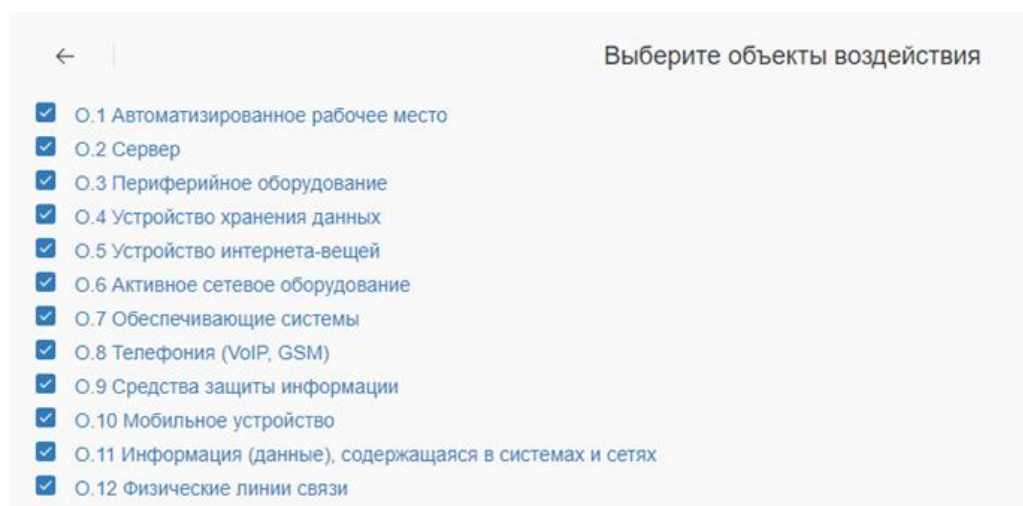 Выберите объекты воздействия
О.1 Автоматизированное рабочее место
О.2 Сервер
О.3 Периферийное оборудование
О.4 Устройство хранения данных
О.5 Устройство интернета-вещей
О.6 Активное сетевое оборудование
О.7 Обеспечивающие системы
О.8 Телефония (VoIP, GSM)
О.9 Средства защиты информации
О.10 Мобильное устройство
О.11 Информация (данные), содержащаяся в системах и сетях
О.12 Физические линии связи